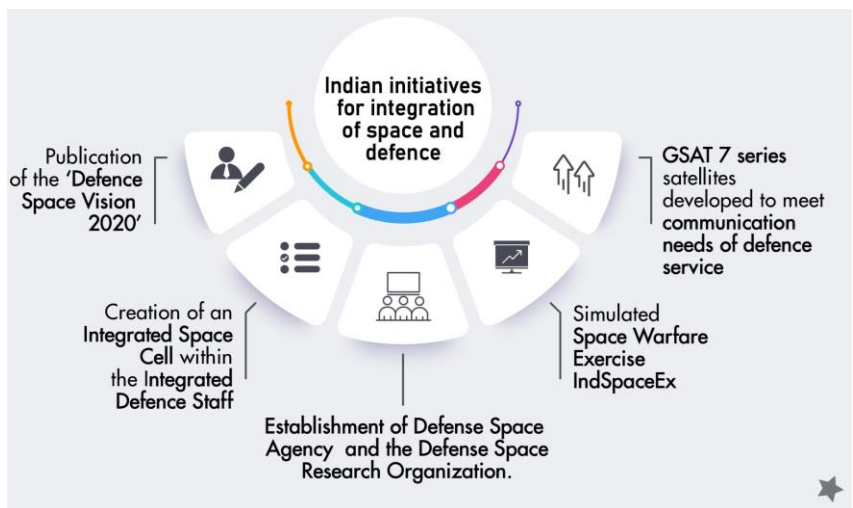 Indian initiatives
for integration
of space and
defence
Publication
of the ‘Defence
Space Vision
2020’
Creation of an
Integrated Space
Cell within
the Integrated
Defence Staff
Establishment of Defense Space
Agency and the Defense Space
Research Organization.
Simulated
Space Warfare
Exercise
IndSpaceEx
GSAT 7 series
satellites
developed to meet
communication
needs of defence
service